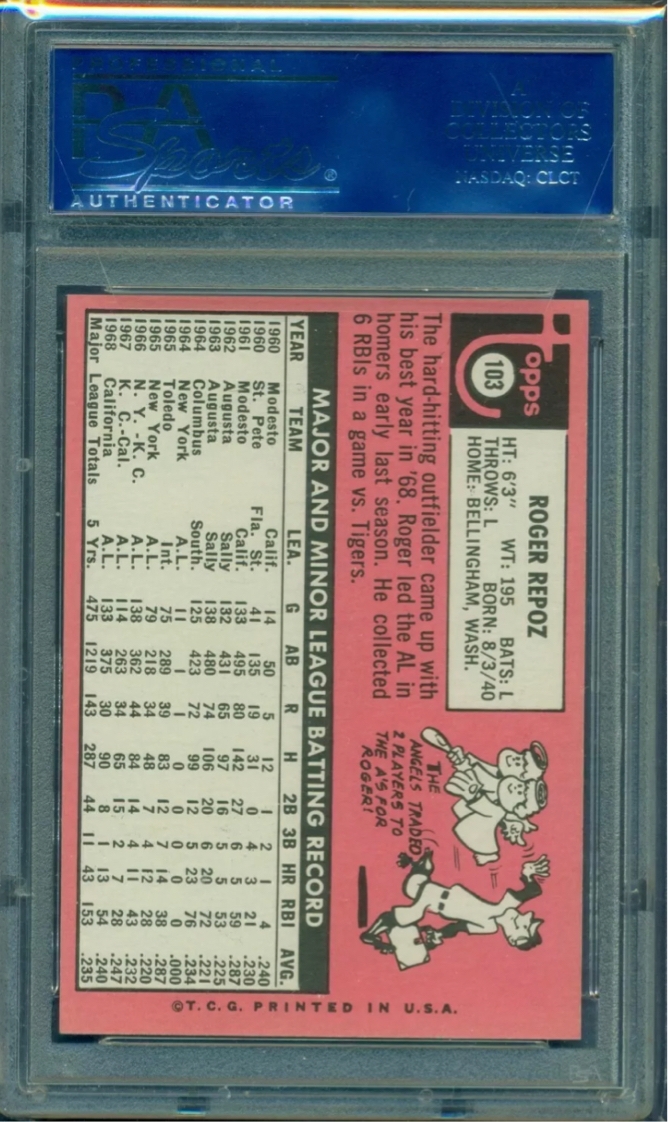 PROFESSIONAL
PSA
Sports®
AUTHENTICATOR
A
DIVISION OF
COLLECTORS
UNIVERSE
NASDAQ: CLCT
Topps
103
ROGER REPOZ
HT: 6'3" WT: 195 BATS: L
THROWS: L BORN: 8/3/40
HOME: BELLINGHAM, WASH.
The hard-hitting outfielder came up with
his best year in '68. Roger led the AL in
homers early last season. He collected
6 RBIs in a game vs. Tigers.
THE
ANGELS TRADED
2 PLAYERS TO
THE A'S FOR
ROGER!
MAJOR AND MINOR LEAGUE BATTING RECORD
YEAR TEAM LEA. G AB R H 2B 3B HR RBI AVG.
1960 Modesto Calif. 14 50 5 12 1 2 1 4 .240
1960 St. Pete Fla. St. 41 135 19 31 0 4 3 21 .230
1961 Modesto Calif. 133 495 80 142 27 6 5 59 .287
1962 Augusta Sally 132 431 65 97 16 5 5 53 .225
1963 Augusta Sally 138 480 74 106 20 6 20 72 .221
1964 Columbus South. 125 423 72 99 12 5 23 76 .234
1964 New York A.L. 11 1 1 0 0 0 0 0 .000
1965 Toledo Int. 75 289 39 83 12 7 14 38 .287
1965 New York A.L. 79 218 34 48 7 4 12 28 .220
1966 N. Y.-K. C. A.L. 138 362 44 84 14 4 11 43 .232
1967 K. C.-Cal. A.L. 114 263 34 65 15 2 7 28 .247
1968 California A.L. 133 375 30 90 8 1 13 54 .240
Major League Totals 5 Yrs. 475 1219 143 287 44 11 43 153 .235
©T.C.G. PRINTED IN U.S.A.